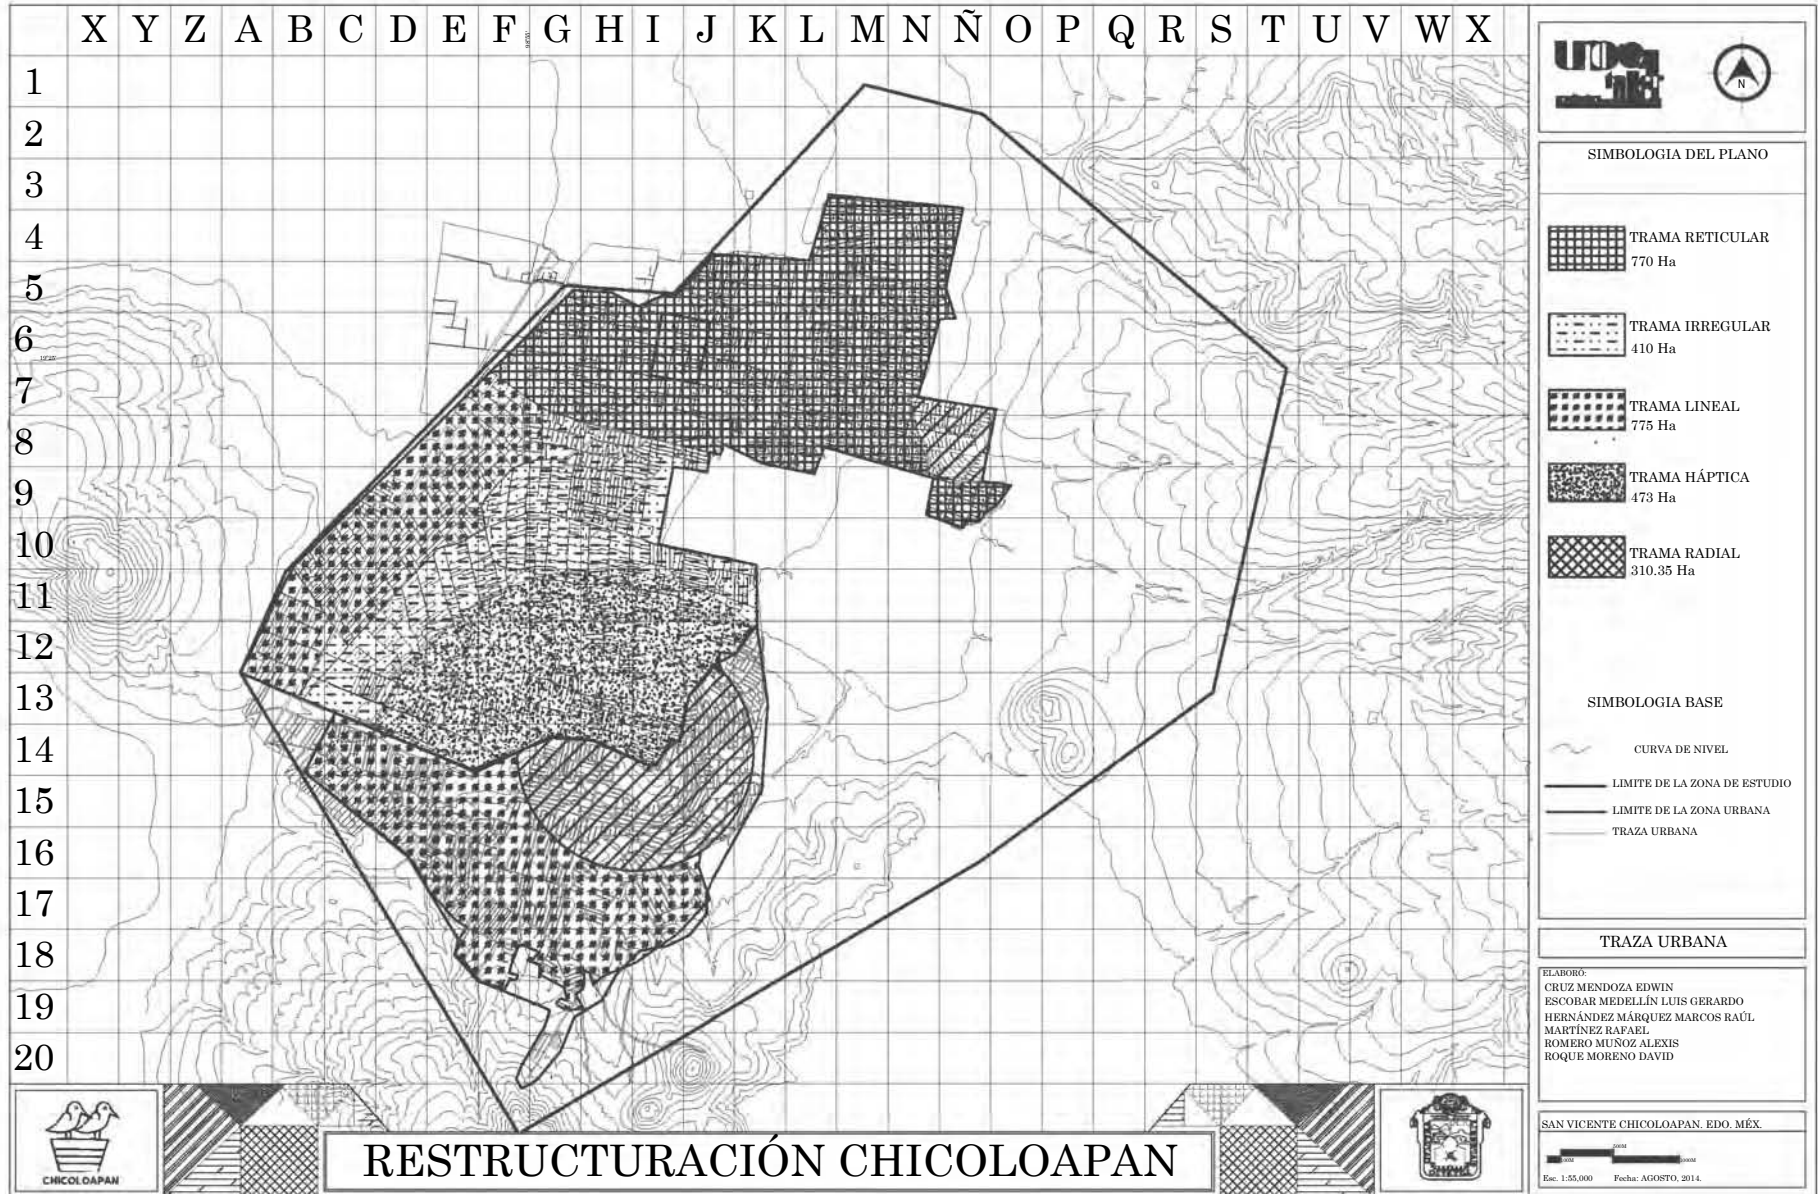 X Y Z A B C D E F G H I J K L M N Ñ O P Q R S T U V W X
1
2
3
4
5
6
7
8
9
10
11
12
13
14
15
16
17
18
19
20
19°25'
N
SIMBOLOGIA DEL PLANO
TRAMA RETICULAR
770 Ha
TRAMA IRREGULAR
410 Ha
TRAMA LINEAL
775 Ha
TRAMA HÁPTICA
473 Ha
TRAMA RADIAL
310.35 Ha
SIMBOLOGIA BASE
CURVA DE NIVEL
LIMITE DE LA ZONA DE ESTUDIO
LIMITE DE LA ZONA URBANA
TRAZA URBANA
TRAZA URBANA
ELABORÓ:
CRUZ MENDOZA EDWIN
ESCOBAR MEDELLÍN LUIS GERARDO
HERNÁNDEZ MÁRQUEZ MARCOS RAÚL
MARTÍNEZ RAFAEL
ROMERO MUÑOZ ALEXIS
ROQUE MORENO DAVID
SAN VICENTE CHICOLOAPAN. EDO. MÉX.
500M
Esc. 1:55,000 Fecha: AGOSTO, 2014.
CHICOLOAPAN
RESTRUCTURACIÓN CHICOLOAPAN